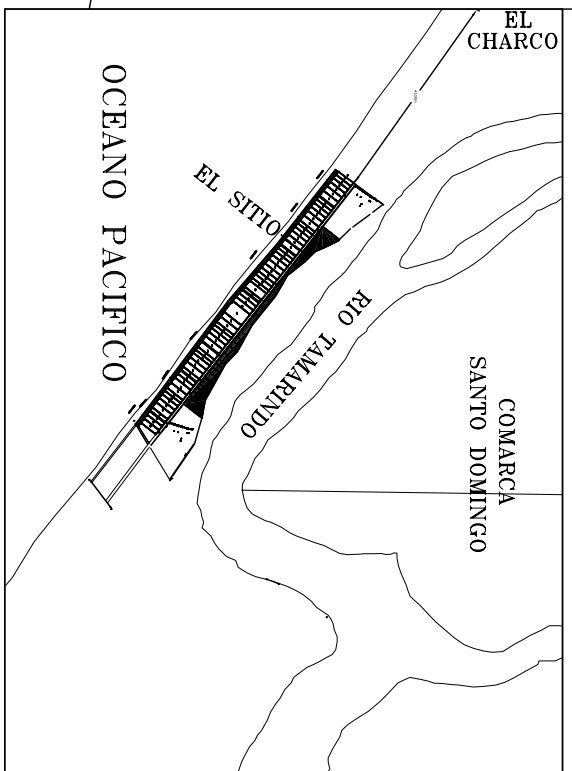 EL
CHARCO
OCEANO PACIFICO
EL SITIO
RIO TAMARINDO
COMARCA
SANTO DOMINGO